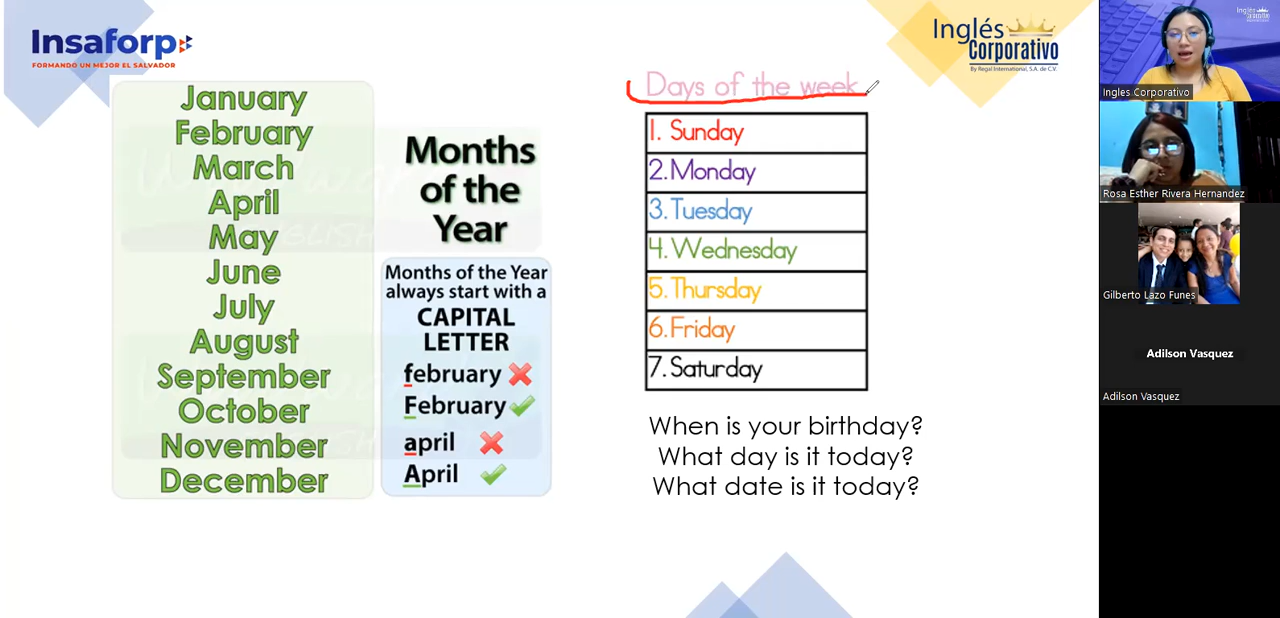 Insaforp
FORMANDO UN MEJOR EL SALVADOR
January
February
March
April
May
June
July
August
September
October
November
December
Months
of the
Year
Months of the Year
always start with a
CAPITAL
LETTER
february
February
april
April
Inglés
Corporativo
By Regal International, S.A. de C.V.
Days of the week
1. Sunday
2. Monday
3. Tuesday
4. Wednesday
5. Thursday
6. Friday
7. Saturday
When is your birthday?
What day is it today?
What date is it today?
Ingles Corporativo
Rosa Esther Rivera Hernandez
Gilberto Lazo Funes
Adilson Vasquez
Adilson Vasquez